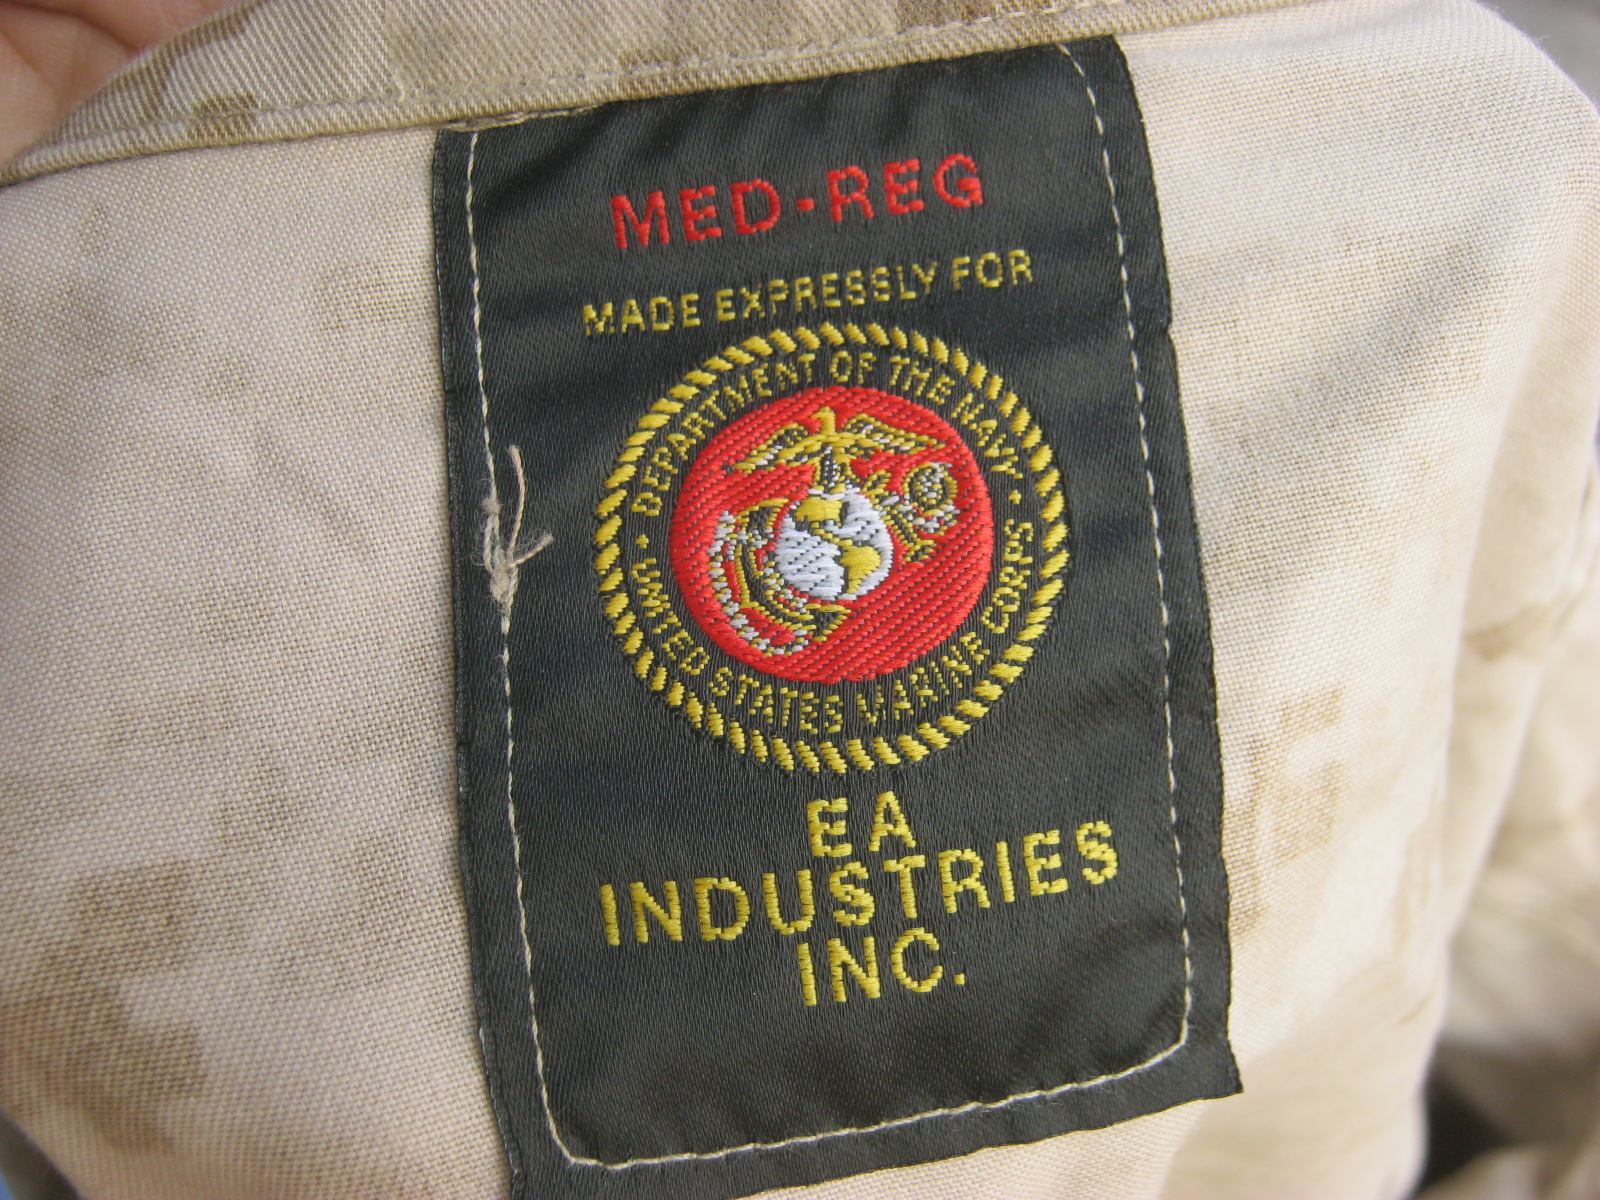 MED-REG
MADE EXPRESSLY FOR
DEPARTMENT OF THE NAVY
UNITED STATES MARINE CORPS
EA
INDUSTRIES
INC.